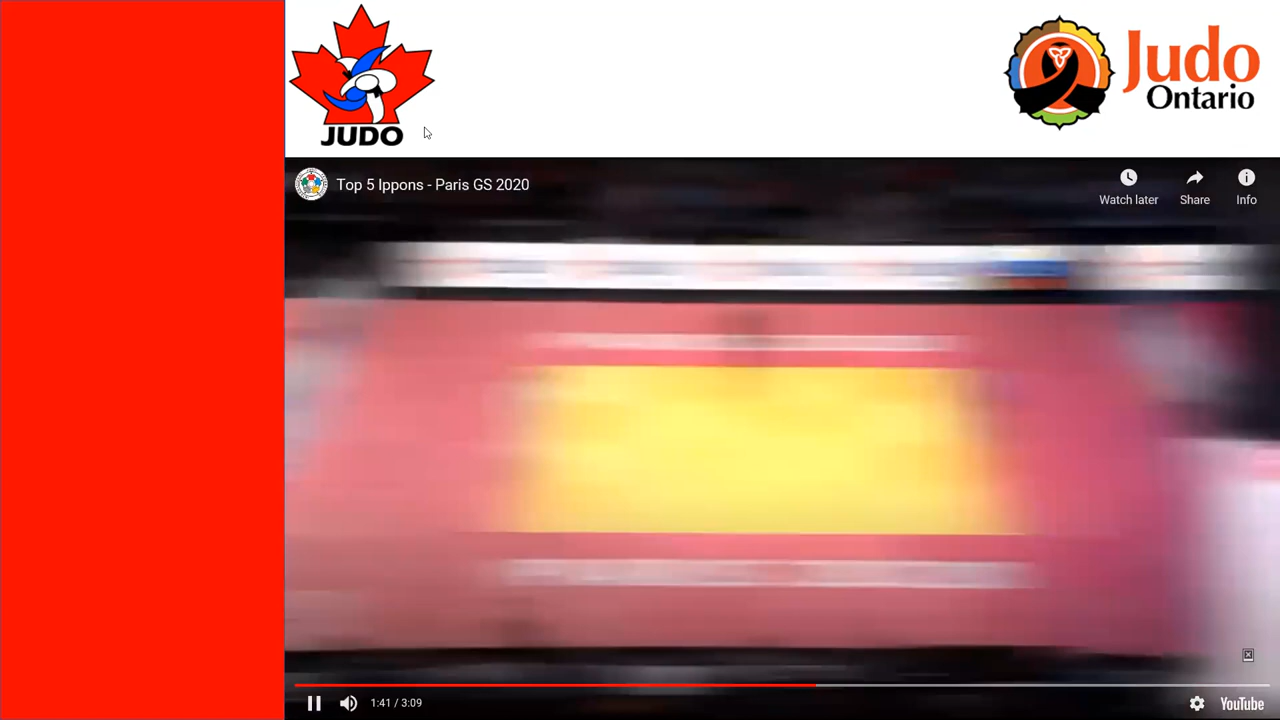 JUDO
Judo
Ontario
Top 5 Ippons - Paris GS 2020
Watch later
Share
Info
1:41 / 3:09
YouTube